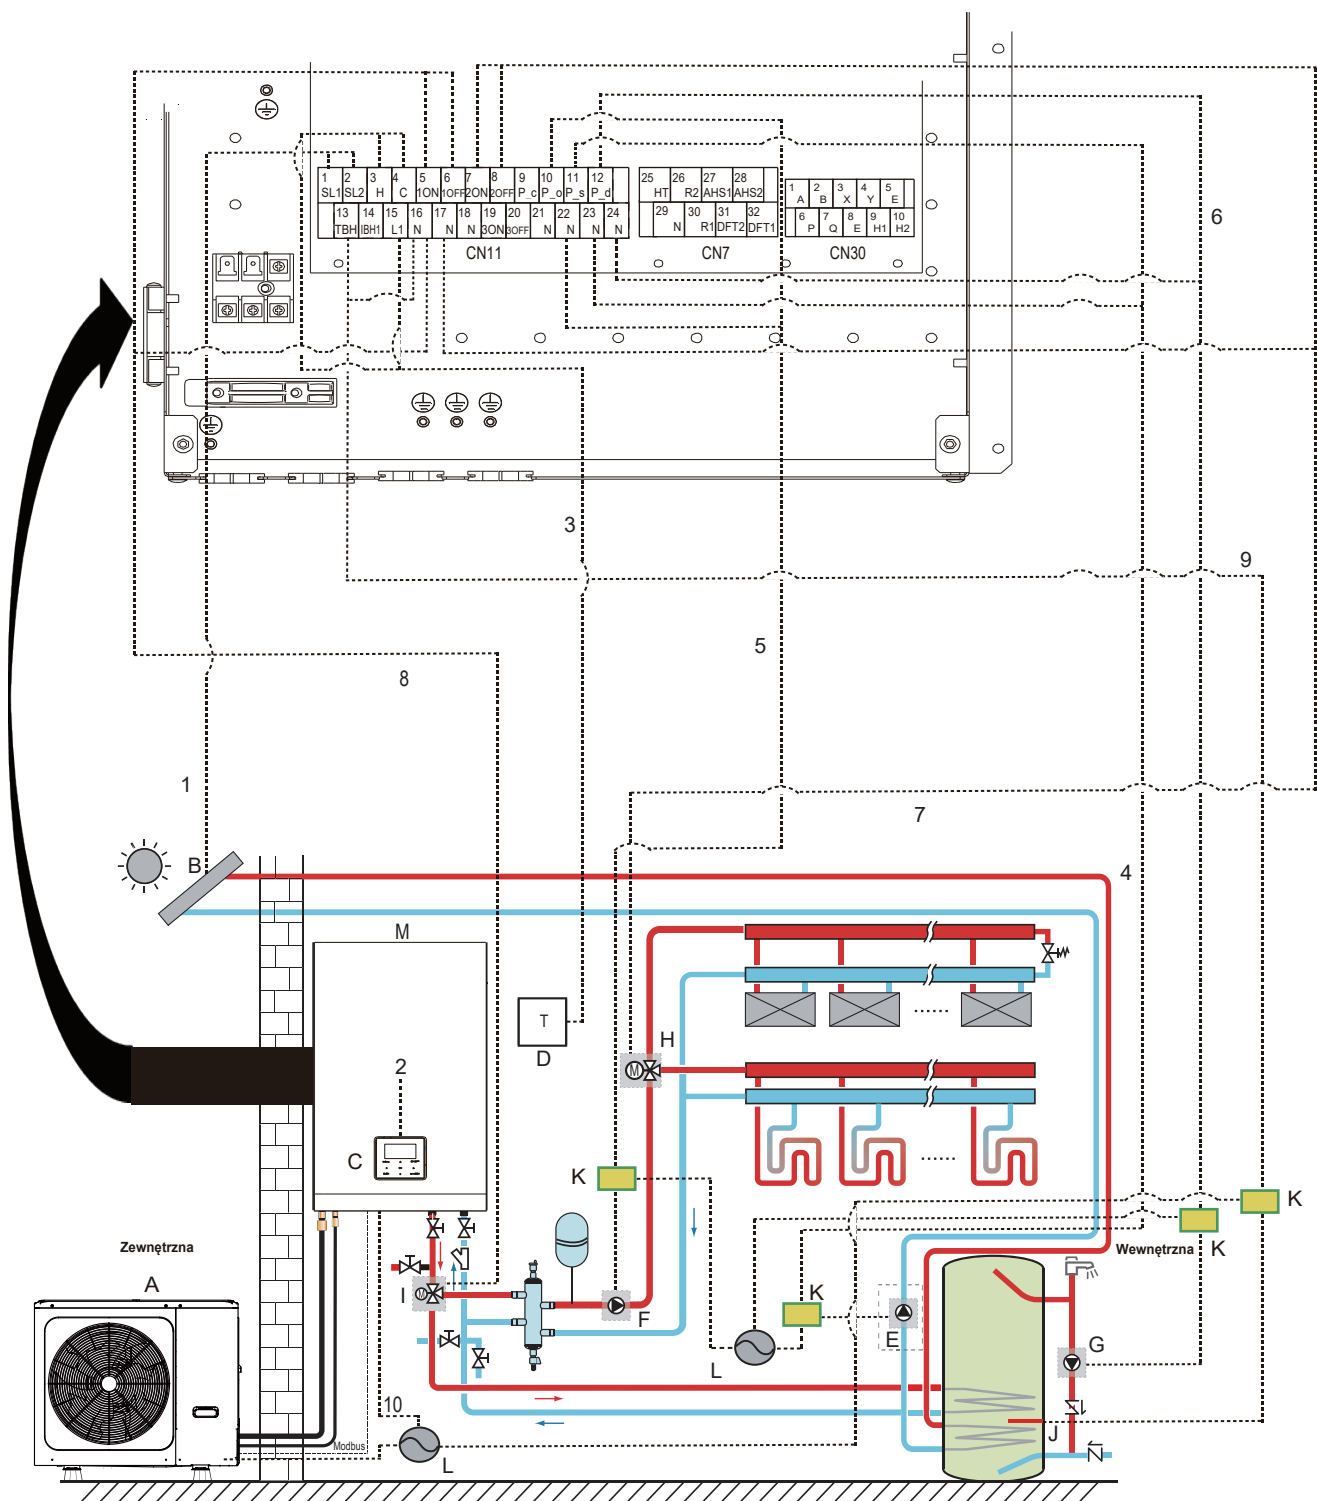 1 2 3 4 5 6 7 8 9 10 11 12
SL1 SL2 H C 1ON 1OFF 2ON 2OFF P_c P_o P_s P_d
13 14 15 16 17 18 19 20 21 22 23 24
TBH IBH1 L1 N N N 3ON 3OFF N N N N
CN11
25 26 27 28
HT R2 AHS1 AHS2
29 30 31 32
N R1 DFT2 DFT1
CN7
1 2 3 4 5
A B X Y E
6 7 8 9 10
P Q E H1 H2
CN30
6
3
9
5
8
1
7
B
4
M
T
D
H
M
2
C
K
K
K
Zewnętrzna
Wewnętrzna
A
I
M
K
F
E
G
L
10
J
Modbus
L